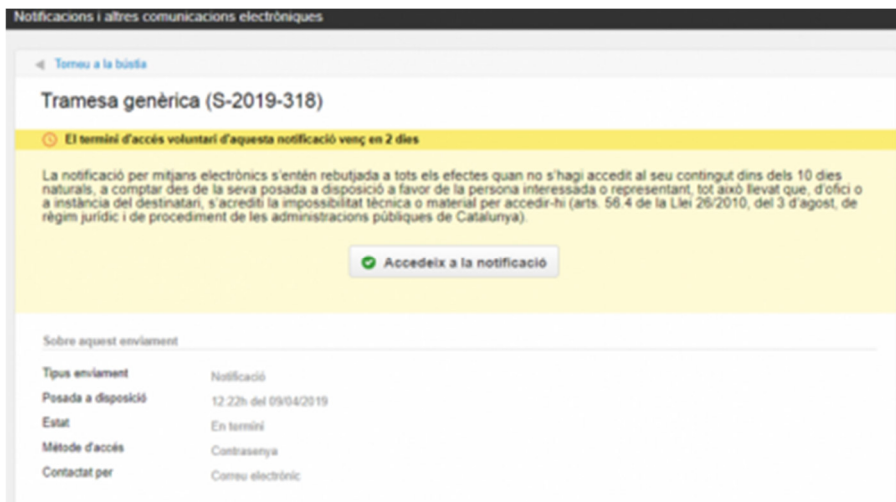 Notificacions i altres comunicacions electròniques
Torneu a la bústia
Tramesa genèrica (S-2019-318)
El termini d'accés voluntari d'aquesta notificació venç en 2 dies
La notificació per mitjans electrònics s'entén rebutjada a tots els efectes quan no s'hagi accedit al seu contingut dins dels 10 dies
naturals, a comptar des de la seva posada a disposició a favor de la persona interessada o representant, tot això llevat que, d'ofici o
a instància del destinatari, s'acrediti la impossibilitat tècnica o material per accedir-hi (arts. 56.4 de la Llei 26/2010, del 3 d'agost, de
règim jurídic i de procediment de les administracions públiques de Catalunya).
Accedeix a la notificació
Sobre aquest enviament
Tipus enviament Notificació
Posada a disposició 12:22h del 09/04/2019
Estat En termini
Mètode d'accés Contrasenya
Contactat per Correu electrònic